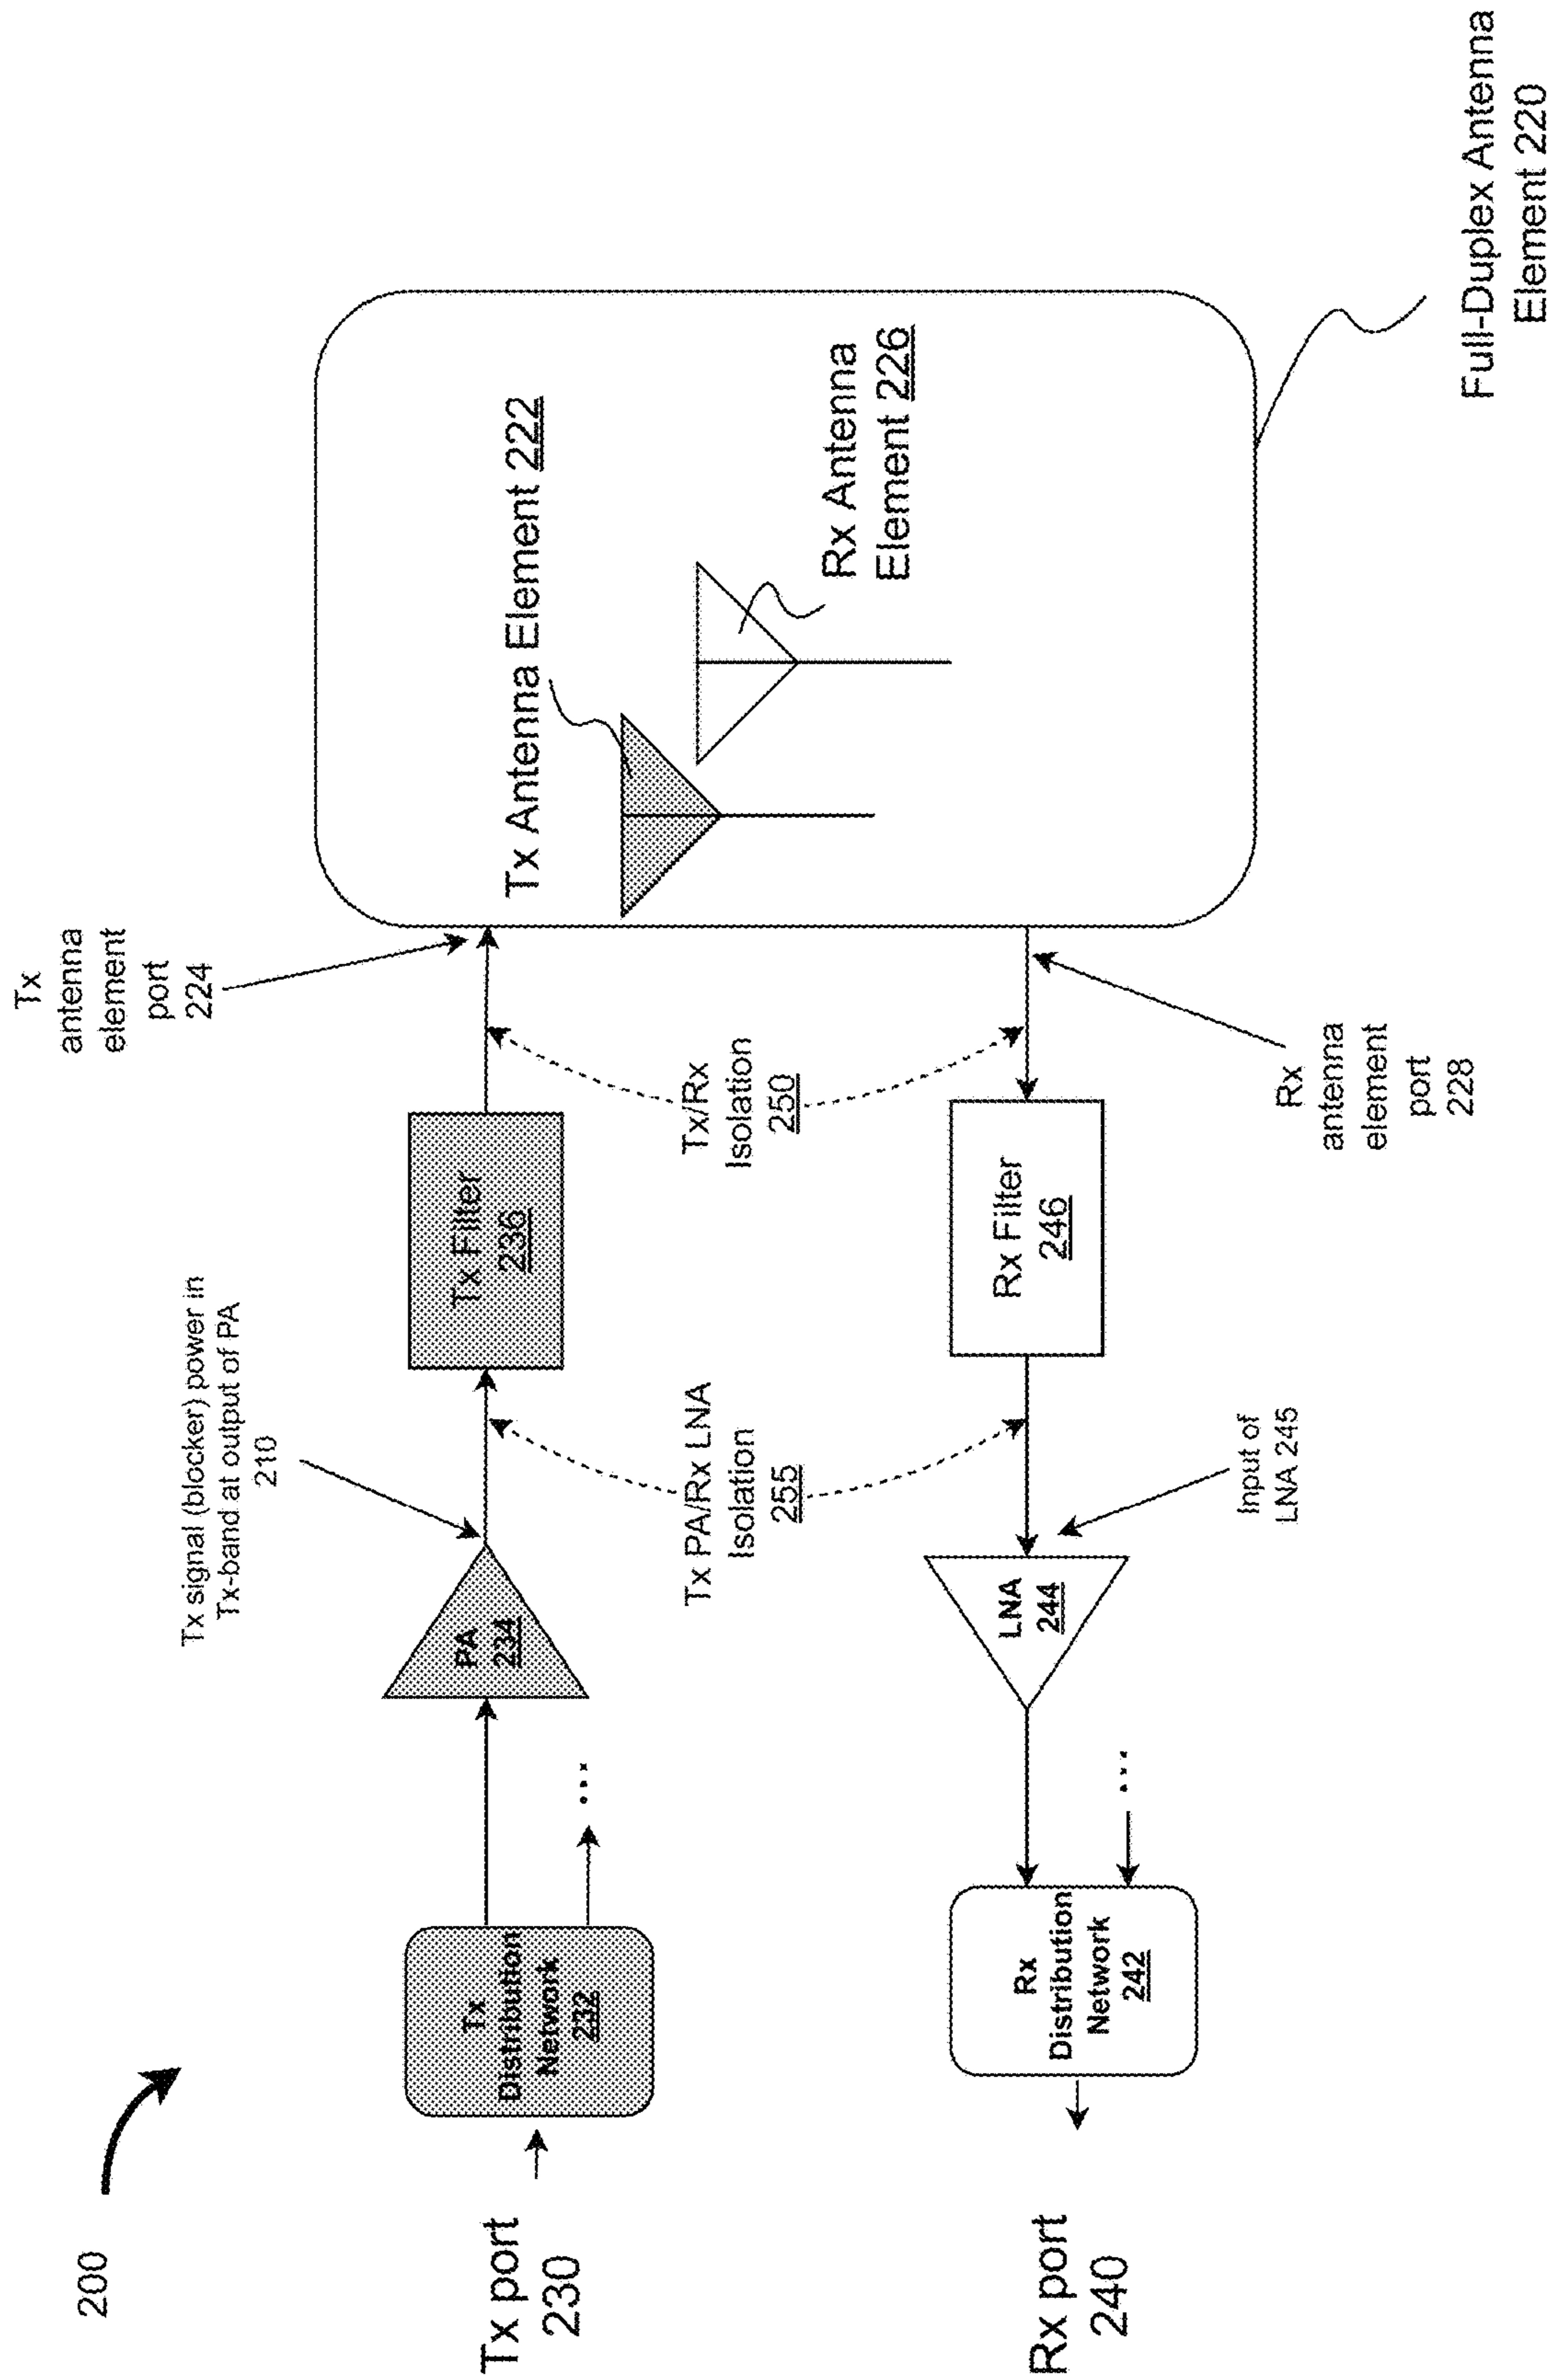 200
Tx port
230
Tx
Distribution
Network
232
...
PA
234
Tx signal (blocker) power in
Tx-band at output of PA
210
Tx Filter
236
Tx
antenna
element
port
224
Tx PA/Rx LNA
Isolation
255
Tx/Rx
Isolation
250
Tx Antenna Element 222
Rx Antenna
Element 226
Rx port
240
Rx
Distribution
Network
242
...
LNA
244
Input of
LNA 245
Rx Filter
246
Rx
antenna
element
port
228
Full-Duplex Antenna
Element 220